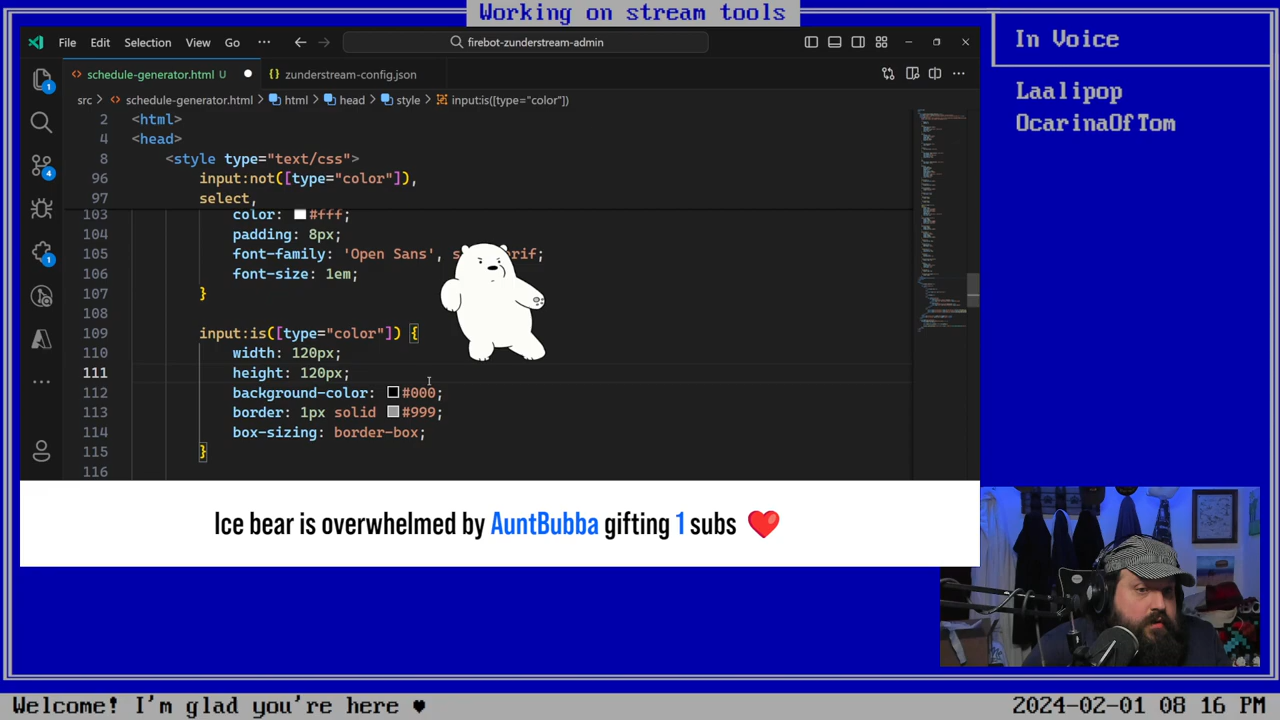 Working on stream tools
File Edit Selection View Go ··· firebot-zunderstream-admin
schedule-generator.html U zunderstream-config.json
src > schedule-generator.html > html > head > style > input:is([type="color"])
2 <html>
4 <head>
8 <style type="text/css">
96 input:not([type="color"]),
97 select,
103 color: #fff;
104 padding: 8px;
105 font-family: 'Open Sans', s erif;
106 font-size: 1em;
107 }
108
109 input:is([type="color"]) {
110 width: 120px;
111 height: 120px;
112 background-color: #000;
113 border: 1px solid #999;
114 box-sizing: border-box;
115 }
116
1
4
1
In Voice
Laalipop
OcarinaOfTom
Ice bear is overwhelmed by AuntBubba gifting 1 subs ❤️
Welcome! I'm glad you're here ♥
2024-02-01 08 16 PM